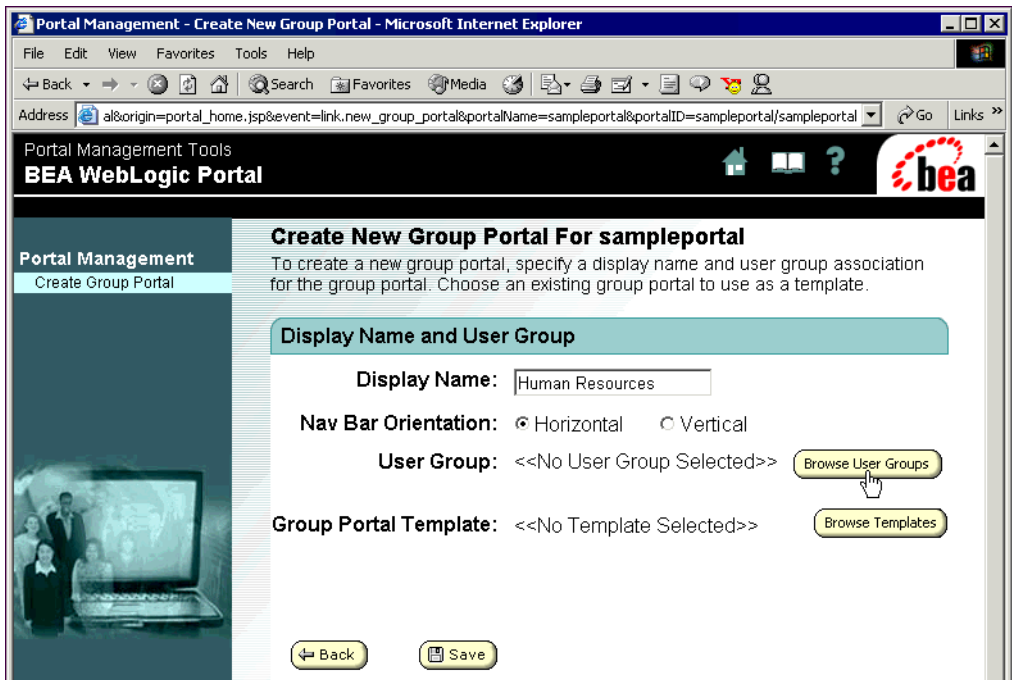 Portal Management - Create New Group Portal - Microsoft Internet Explorer
File Edit View Favorites Tools Help
Back Search Favorites Media
Address al&origin=portal_home.jsp&event=link.new_group_portal&portalName=sampleportal&portalID=sampleportal/sampleportal Go Links »
Portal Management Tools
BEA WebLogic Portal
? bea
Portal Management
Create Group Portal
Create New Group Portal For sampleportal
To create a new group portal, specify a display name and user group association
for the group portal. Choose an existing group portal to use as a template.
Display Name and User Group
Display Name: Human Resources
Nav Bar Orientation: Horizontal Vertical
User Group: <<No User Group Selected>> Browse User Groups
Group Portal Template: <<No Template Selected>> Browse Templates
Back Save